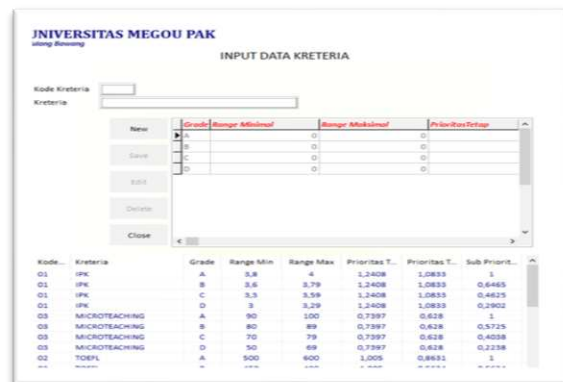 UNIVERSITAS MEGOU PAK
ulang Bawang
INPUT DATA KRETERIA
Kode Kreteria
Kreteria
New
Save
Edit
Delete
Close
Grade Range Minimal Range Maksimal PrioritasTetap
A 0 0
B 0 0
C 0 0
D 0 0
Kode... Kreteria Grade Range Min Range Max Prioritas T... Prioritas T... Sub Priorit...
01 IPK A 3,8 4 1,2408 1,0833 1
01 IPK B 3,6 3,79 1,2408 1,0833 0,6465
01 IPK C 3,3 3,59 1,2408 1,0833 0,4625
01 IPK D 3 3,29 1,2408 1,0833 0,2902
03 MICROTEACHING A 90 100 0,7397 0,628 1
03 MICROTEACHING B 80 89 0,7397 0,628 0,5725
03 MICROTEACHING C 70 79 0,7397 0,628 0,4038
03 MICROTEACHING D 50 69 0,7397 0,628 0,2238
02 TOEFL A 500 600 1,005 0,8631 1